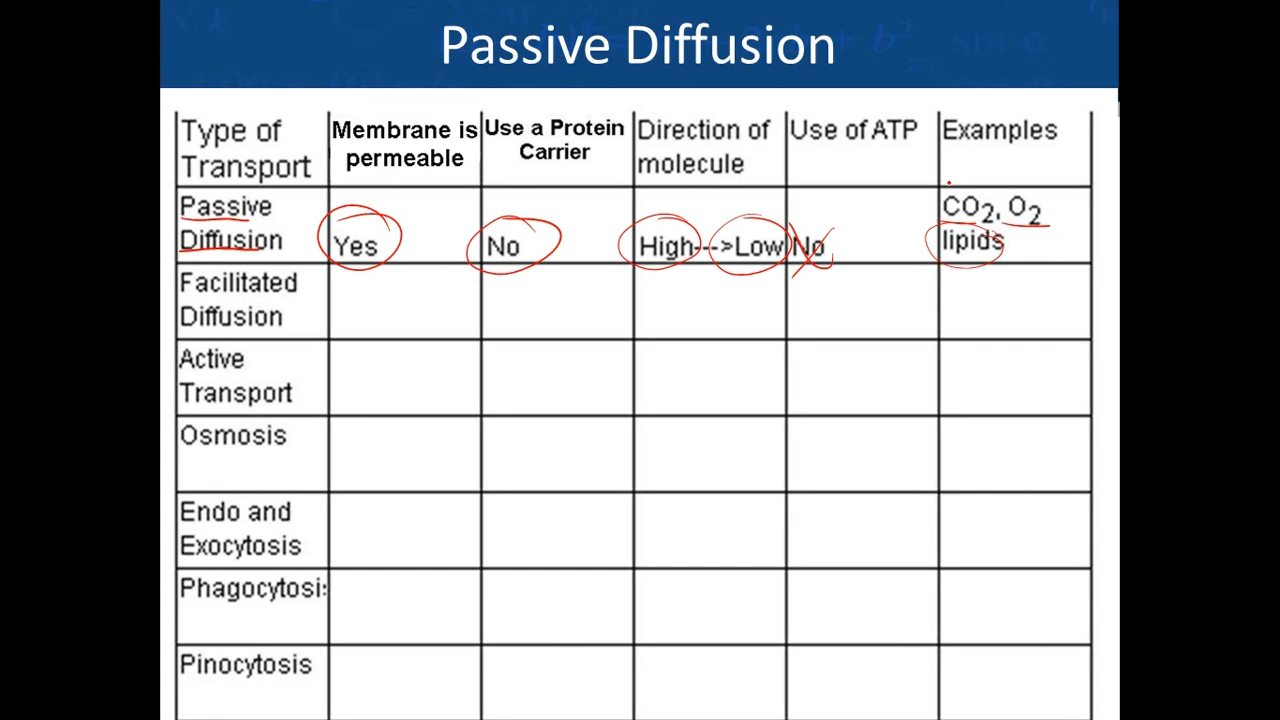 Passive Diffusion
Type of Transport | Membrane is permeable | Use a Protein Carrier | Direction of molecule | Use of ATP | Examples
Passive Diffusion | Yes | No | High--->Low | No | CO2, O2 lipids
Facilitated Diffusion
Active Transport
Osmosis
Endo and Exocytosis
Phagocytosis
Pinocytosis